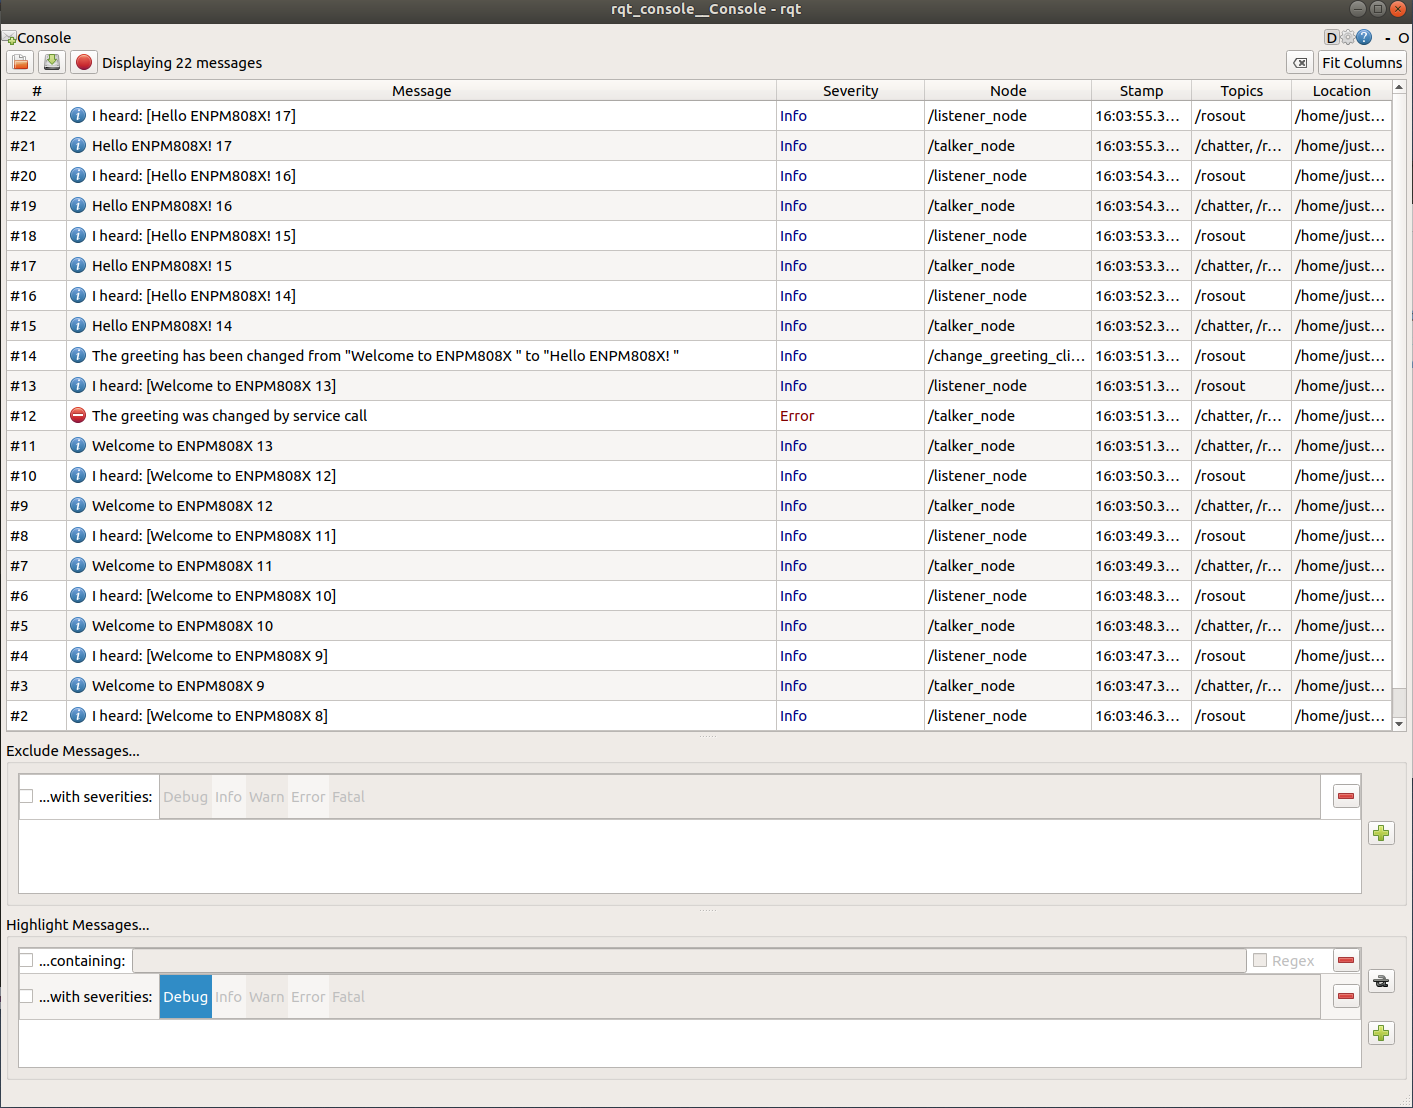 rqt_console__Console - rqt
Console D ? - O
Displaying 22 messages Fit Columns
# Message Severity Node Stamp Topics Location
#22 I heard: [Hello ENPM808X! 17] Info /listener_node 16:03:55.3... /rosout /home/just...
#21 Hello ENPM808X! 17 Info /talker_node 16:03:55.3... /chatter, /r... /home/just...
#20 I heard: [Hello ENPM808X! 16] Info /listener_node 16:03:54.3... /rosout /home/just...
#19 Hello ENPM808X! 16 Info /talker_node 16:03:54.3... /chatter, /r... /home/just...
#18 I heard: [Hello ENPM808X! 15] Info /listener_node 16:03:53.3... /rosout /home/just...
#17 Hello ENPM808X! 15 Info /talker_node 16:03:53.3... /chatter, /r... /home/just...
#16 I heard: [Hello ENPM808X! 14] Info /listener_node 16:03:52.3... /rosout /home/just...
#15 Hello ENPM808X! 14 Info /talker_node 16:03:52.3... /chatter, /r... /home/just...
#14 The greeting has been changed from "Welcome to ENPM808X " to "Hello ENPM808X! " Info /change_greeting_cli... 16:03:51.3... /rosout /home/just...
#13 I heard: [Welcome to ENPM808X 13] Info /listener_node 16:03:51.3... /rosout /home/just...
#12 The greeting was changed by service call Error /talker_node 16:03:51.3... /chatter, /r... /home/just...
#11 Welcome to ENPM808X 13 Info /talker_node 16:03:51.3... /chatter, /r... /home/just...
#10 I heard: [Welcome to ENPM808X 12] Info /listener_node 16:03:50.3... /rosout /home/just...
#9 Welcome to ENPM808X 12 Info /talker_node 16:03:50.3... /chatter, /r... /home/just...
#8 I heard: [Welcome to ENPM808X 11] Info /listener_node 16:03:49.3... /rosout /home/just...
#7 Welcome to ENPM808X 11 Info /talker_node 16:03:49.3... /chatter, /r... /home/just...
#6 I heard: [Welcome to ENPM808X 10] Info /listener_node 16:03:48.3... /rosout /home/just...
#5 Welcome to ENPM808X 10 Info /talker_node 16:03:48.3... /chatter, /r... /home/just...
#4 I heard: [Welcome to ENPM808X 9] Info /listener_node 16:03:47.3... /rosout /home/just...
#3 Welcome to ENPM808X 9 Info /talker_node 16:03:47.3... /chatter, /r... /home/just...
#2 I heard: [Welcome to ENPM808X 8] Info /listener_node 16:03:46.3... /rosout /home/just...
Exclude Messages...
...with severities: Debug Info Warn Error Fatal
Highlight Messages...
...containing: Regex
...with severities: Debug Info Warn Error Fatal